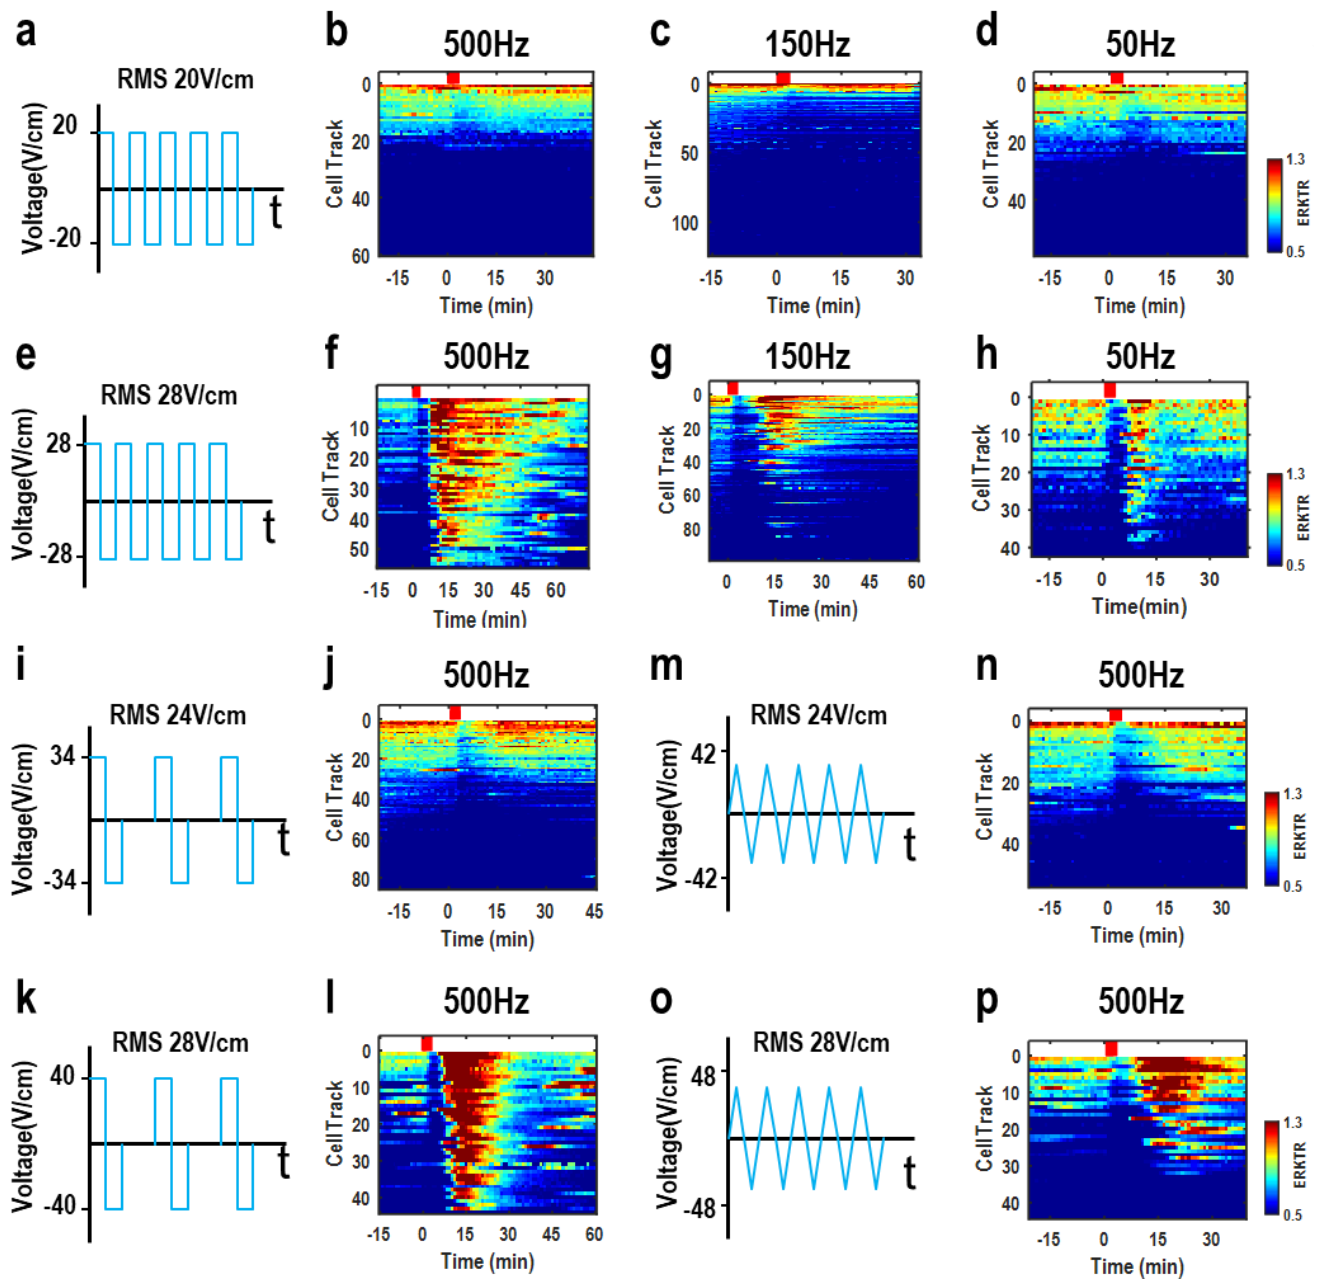 a
RMS 20V/cm
Voltage(V/cm)
20
-20
t
b
500Hz
Cell Track
0
20
40
60
-15 0 15 30
Time (min)
c
150Hz
Cell Track
0
50
100
-15 0 15 30
Time (min)
d
50Hz
Cell Track
0
20
40
-15 0 15 30
Time (min)
1.3
ERKTR
0.5
e
RMS 28V/cm
Voltage(V/cm)
28
-28
t
f
500Hz
Cell Track
10
20
30
40
50
-15 0 15 30 45 60
Time (min)
g
150Hz
Cell Track
0
20
40
60
80
0 15 30 45 60
Time (min)
h
50Hz
Cell Track
0
10
20
30
40
-15 0 15 30
Time(min)
1.3
ERKTR
0.5
i
RMS 24V/cm
Voltage(V/cm)
34
-34
t
j
500Hz
Cell Track
0
20
40
60
80
-15 0 15 30 45
Time (min)
m
RMS 24V/cm
Voltage(V/cm)
42
-42
t
n
500Hz
Cell Track
0
20
40
-15 0 15 30
Time (min)
1.3
ERKTR
0.5
k
RMS 28V/cm
Voltage(V/cm)
40
-40
t
l
500Hz
Cell Track
0
10
20
30
40
-15 0 15 30 45 60
Time (min)
o
RMS 28V/cm
Voltage(V/cm)
48
-48
t
p
500Hz
Cell Track
0
10
20
30
40
-15 0 15 30
Time (min)
1.3
ERKTR
0.5